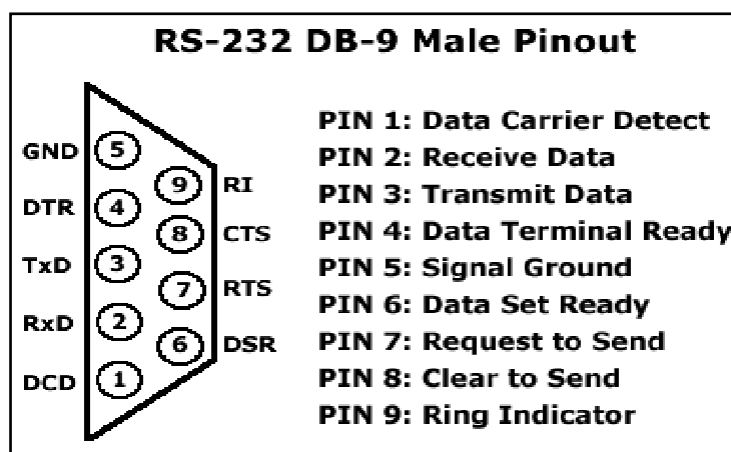 RS-232 DB-9 Male Pinout
GND 5
9 RI
DTR 4
8 CTS
TxD 3
7 RTS
RxD 2
6 DSR
DCD 1
PIN 1: Data Carrier Detect
PIN 2: Receive Data
PIN 3: Transmit Data
PIN 4: Data Terminal Ready
PIN 5: Signal Ground
PIN 6: Data Set Ready
PIN 7: Request to Send
PIN 8: Clear to Send
PIN 9: Ring Indicator